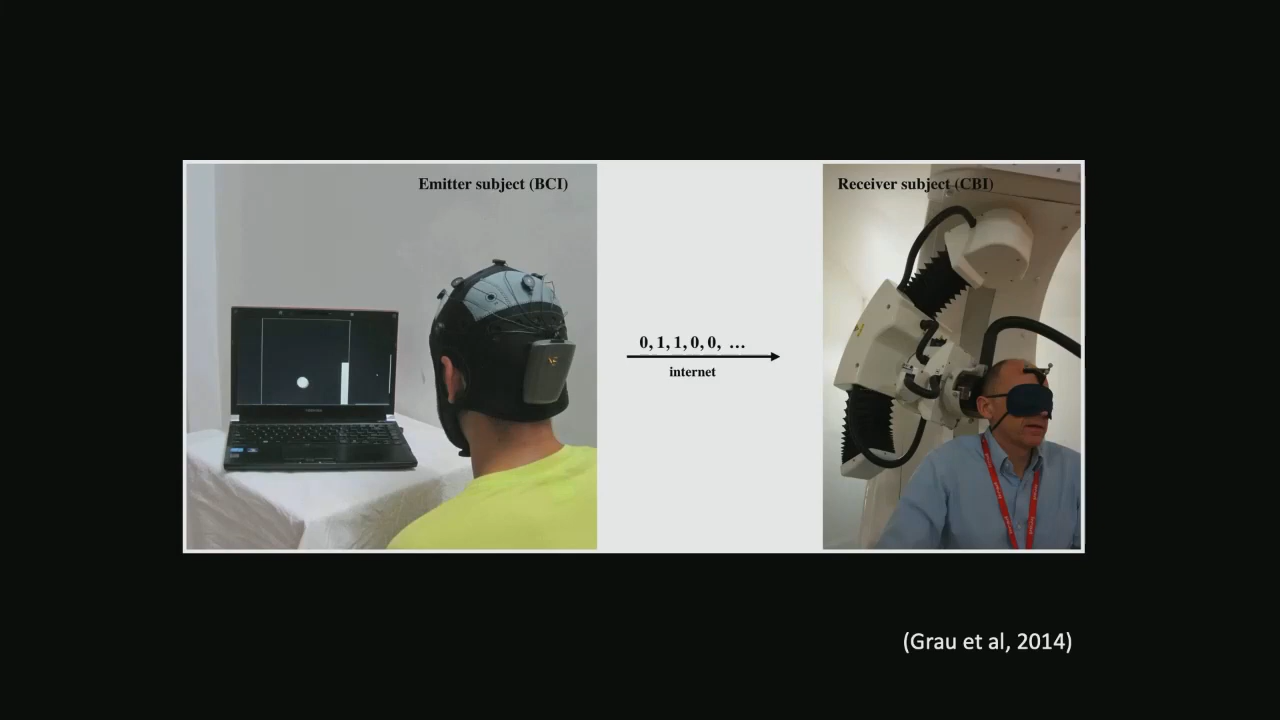 Emitter subject (BCI)
Receiver subject (CBI)
0, 1, 1, 0, 0, ...
internet
(Grau et al, 2014)